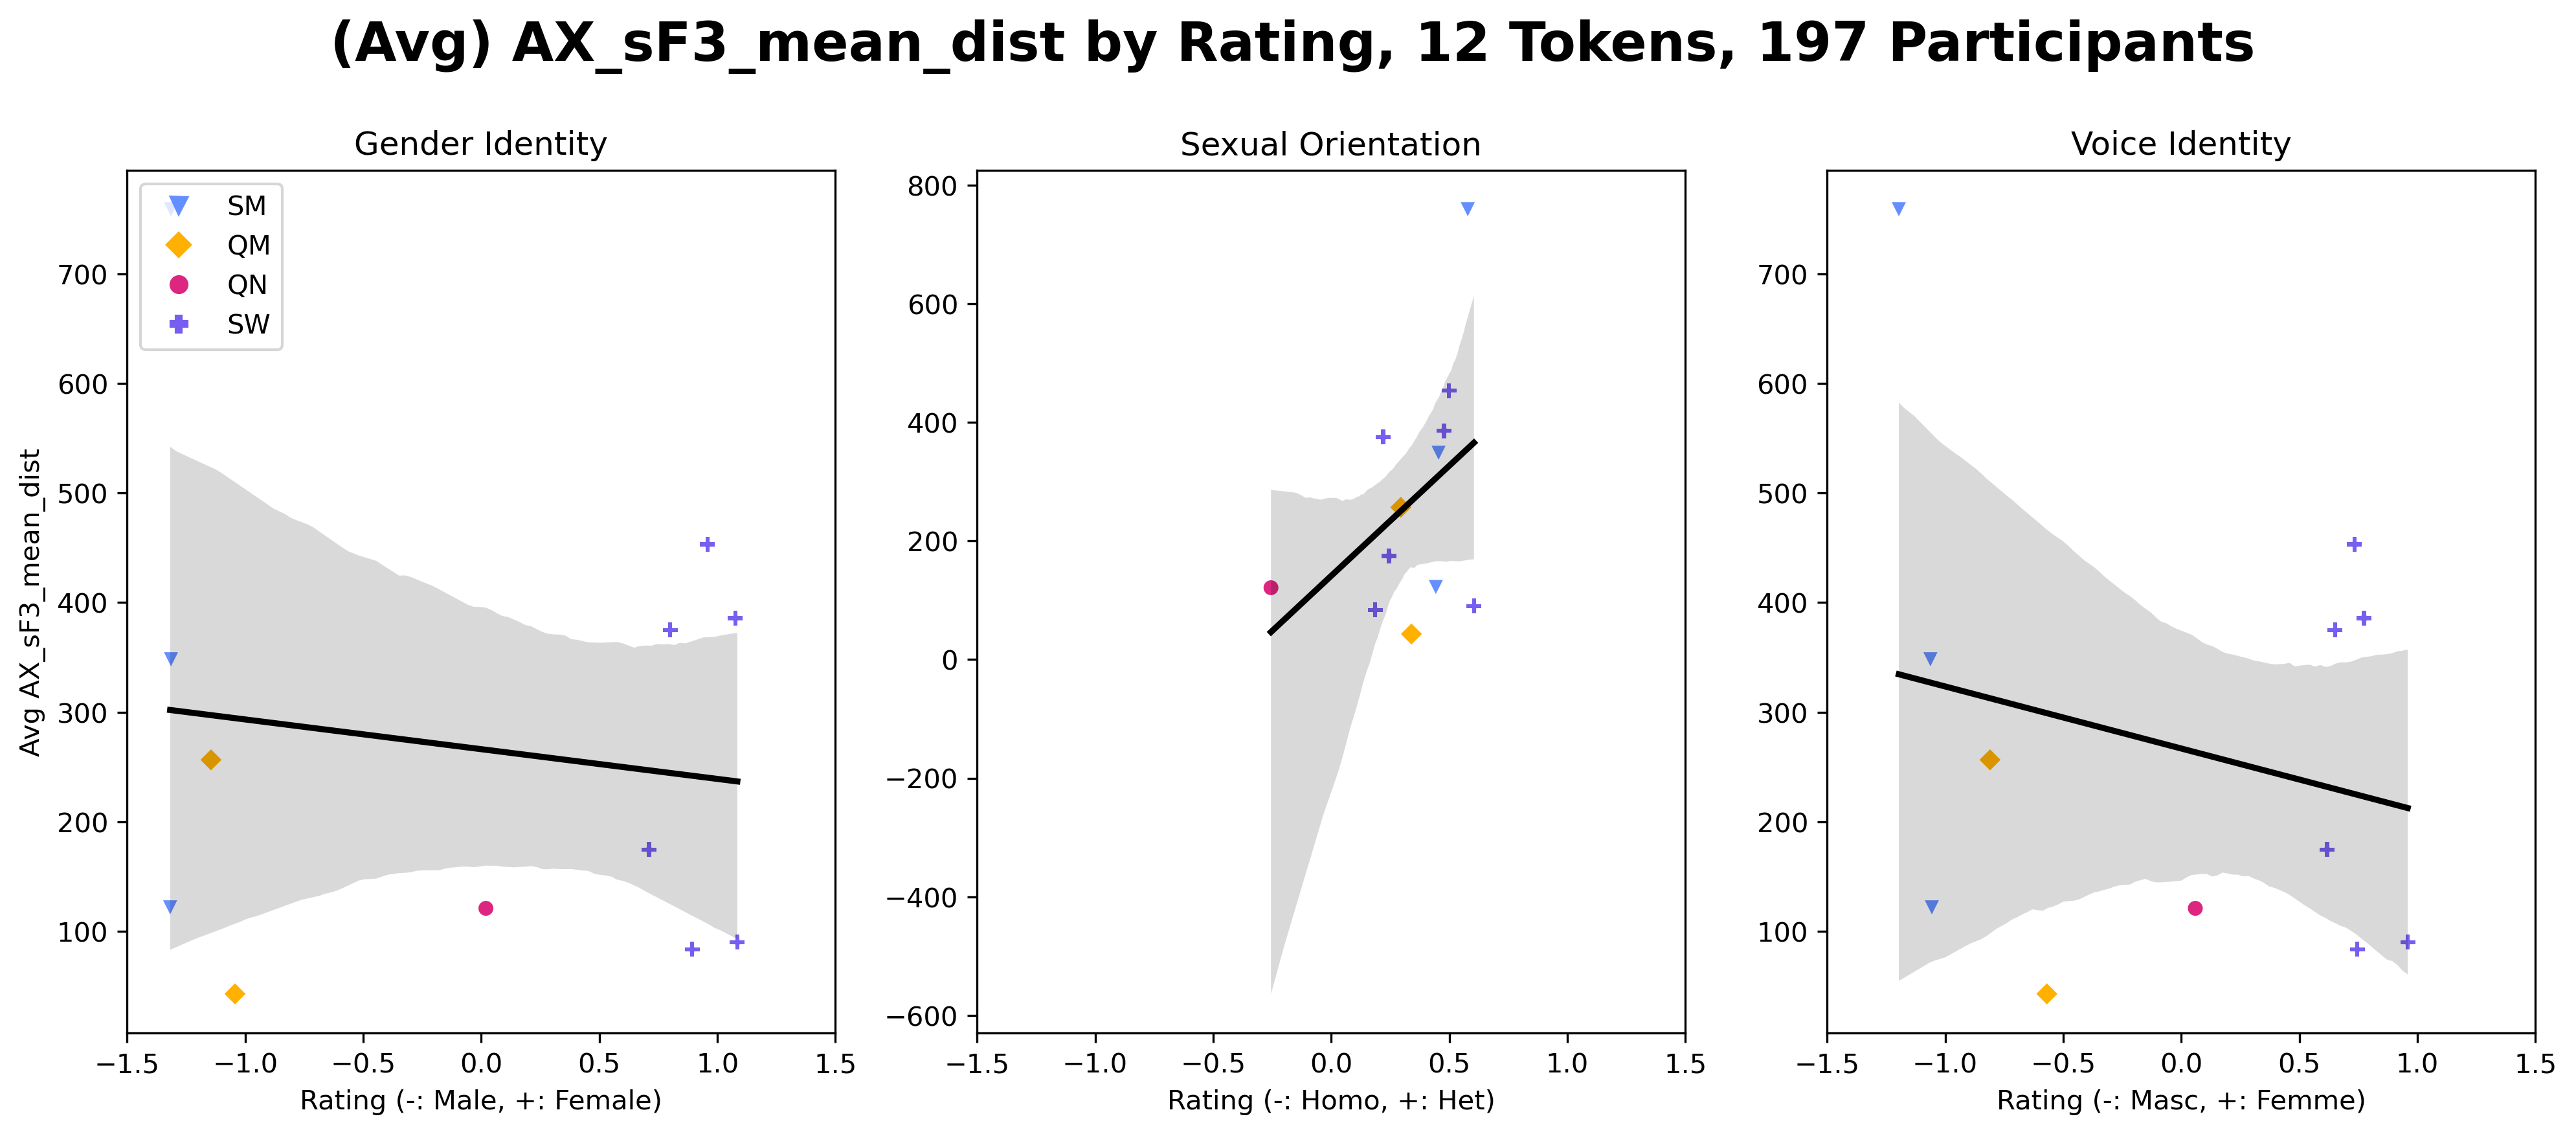 (Avg) AX_sF3_mean_dist by Rating, 12 Tokens, 197 Participants
Gender Identity
SM
QM
QN
SW
700
600
500
400
300
200
100
Avg AX_sF3_mean_dist
−1.5 −1.0 −0.5 0.0 0.5 1.0 1.5
Rating (-: Male, +: Female)
Sexual Orientation
800
600
400
200
0
−200
−400
−600
−1.5 −1.0 −0.5 0.0 0.5 1.0 1.5
Rating (-: Homo, +: Het)
Voice Identity
700
600
500
400
300
200
100
−1.5 −1.0 −0.5 0.0 0.5 1.0 1.5
Rating (-: Masc, +: Femme)